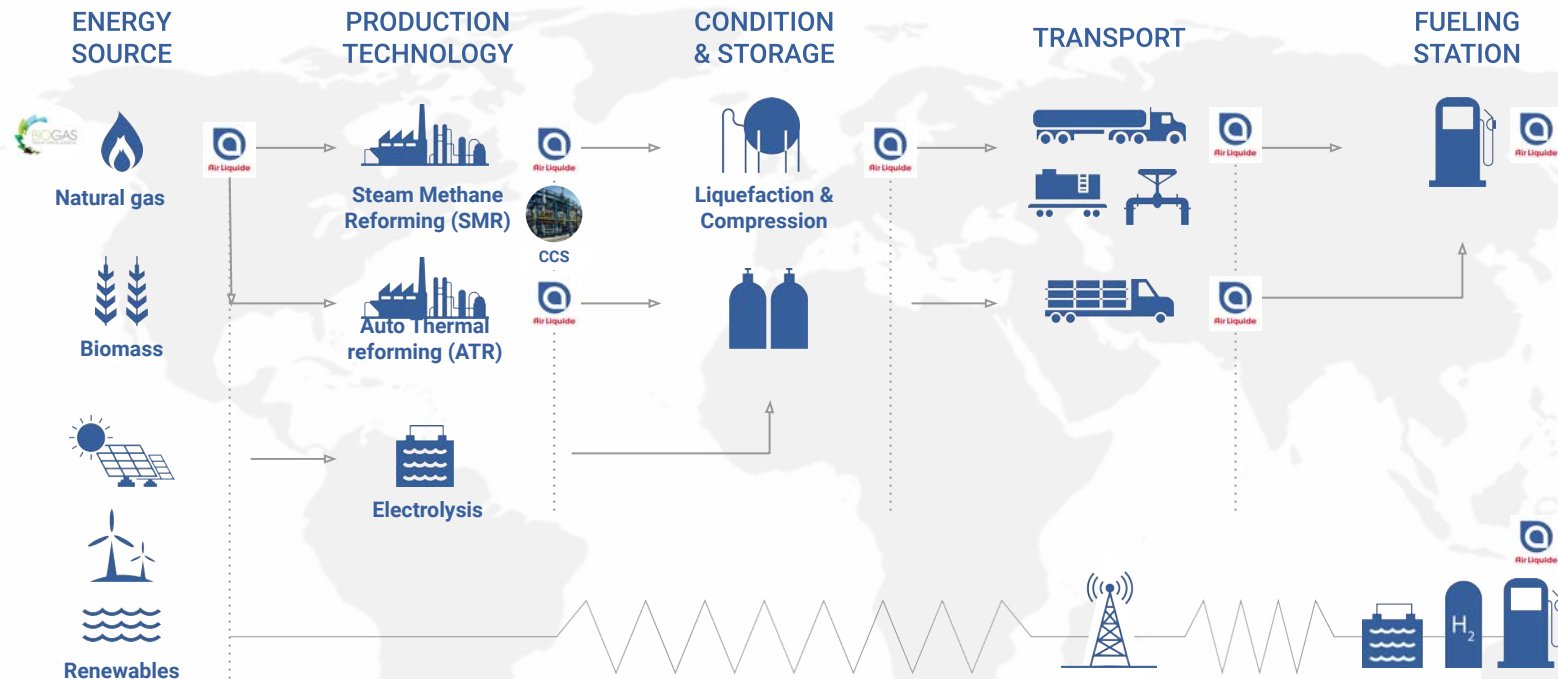 ENERGY
SOURCE
PRODUCTION
TECHNOLOGY
CONDITION
& STORAGE
TRANSPORT
FUELING
STATION
BIOGAS
Air Liquide
Air Liquide
Air Liquide
Air Liquide
Air Liquide
Natural gas
Steam Methane
Reforming (SMR)
CCS
Liquefaction &
Compression
Air Liquide
Air Liquide
Biomass
Auto Thermal
reforming (ATR)
Electrolysis
Air Liquide
H2
Renewables